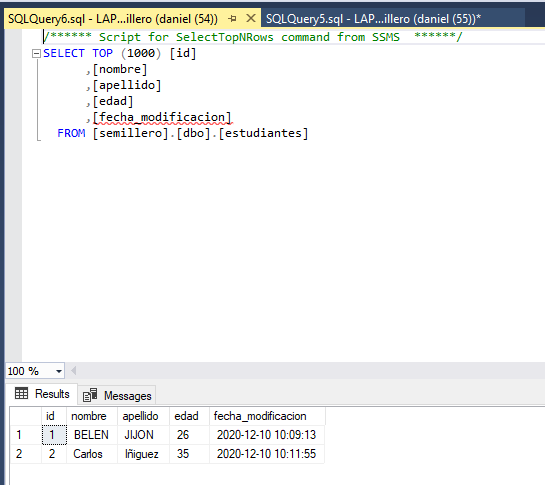 SQLQuery6.sql - LAP...illero (daniel (54)) SQLQuery5.sql - LAP...illero (daniel (55))*
/****** Script for SelectTopNRows command from SSMS ******/
SELECT TOP (1000) [id]
,[nombre]
,[apellido]
,[edad]
,[fecha_modificacion]
FROM [semillero].[dbo].[estudiantes]
100 %
Results Messages
id nombre apellido edad fecha_modificacion
1 1 BELEN JIJON 26 2020-12-10 10:09:13
2 2 Carlos Iñiguez 35 2020-12-10 10:11:55